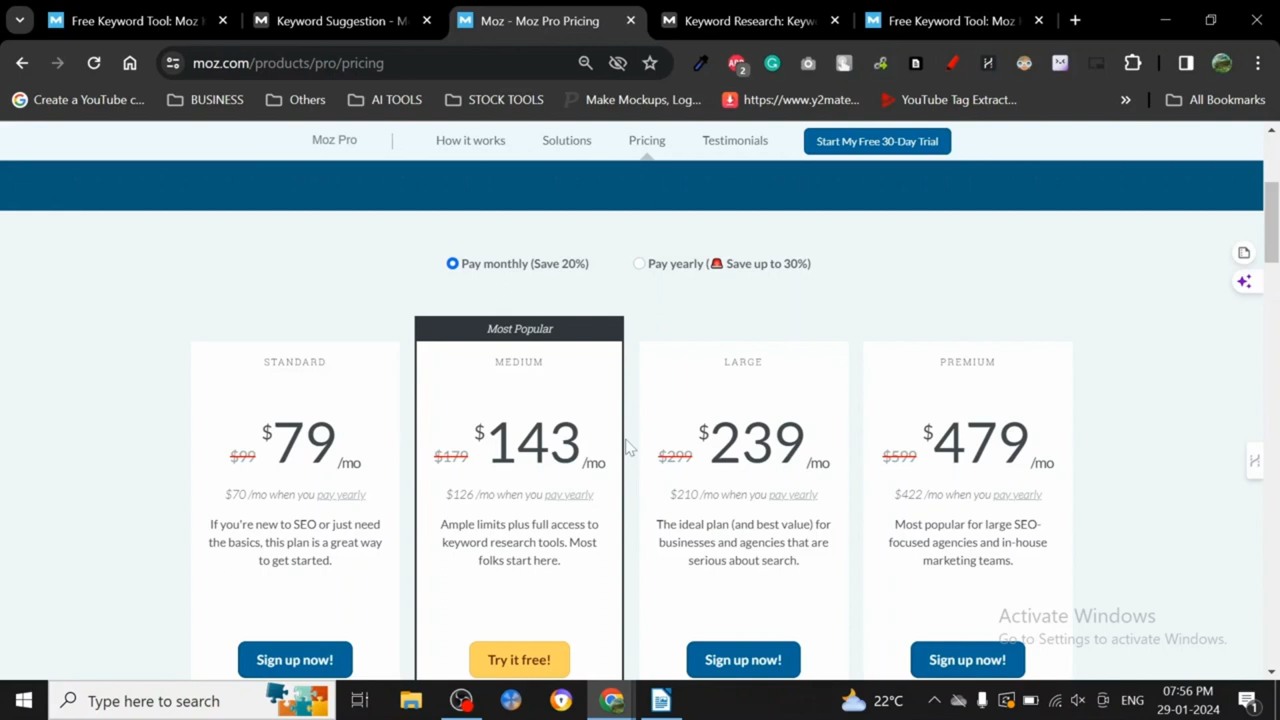 Free Keyword Tool: Moz
Keyword Suggestion - M
Moz - Moz Pro Pricing
Keyword Research: Keyw
Free Keyword Tool: Moz
moz.com/products/pro/pricing
2
Create a YouTube c...
BUSINESS
Others
AI TOOLS
STOCK TOOLS
Make Mockups, Log...
https://www.y2mate...
YouTube Tag Extract...
All Bookmarks
Moz Pro
How it works
Solutions
Pricing
Testimonials
Start My Free 30-Day Trial
Pay monthly (Save 20%)
Pay yearly (🚨 Save up to 30%)
Most Popular
STANDARD
$99 $79 /mo
$70 /mo when you pay yearly
If you're new to SEO or just need
the basics, this plan is a great way
to get started.
Sign up now!
MEDIUM
$179 $143 /mo
$126 /mo when you pay yearly
Ample limits plus full access to
keyword research tools. Most
folks start here.
Try it free!
LARGE
$299 $239 /mo
$210 /mo when you pay yearly
The ideal plan (and best value) for
businesses and agencies that are
serious about search.
Sign up now!
PREMIUM
$599 $479 /mo
$422 /mo when you pay yearly
Most popular for large SEO-
focused agencies and in-house
marketing teams.
Sign up now!
Activate Windows
Go to Settings to activate Windows.
Type here to search
22°C
ENG
07:56 PM
29-01-2024
1